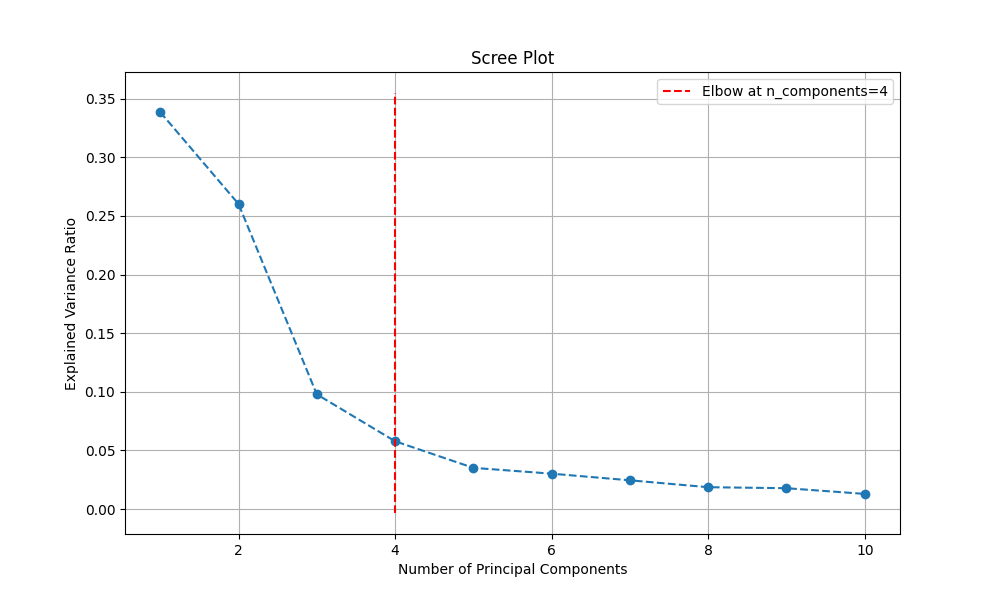 Scree Plot
Elbow at n_components=4
Explained Variance Ratio
0.35
0.30
0.25
0.20
0.15
0.10
0.05
0.00
2 4 6 8 10
Number of Principal Components